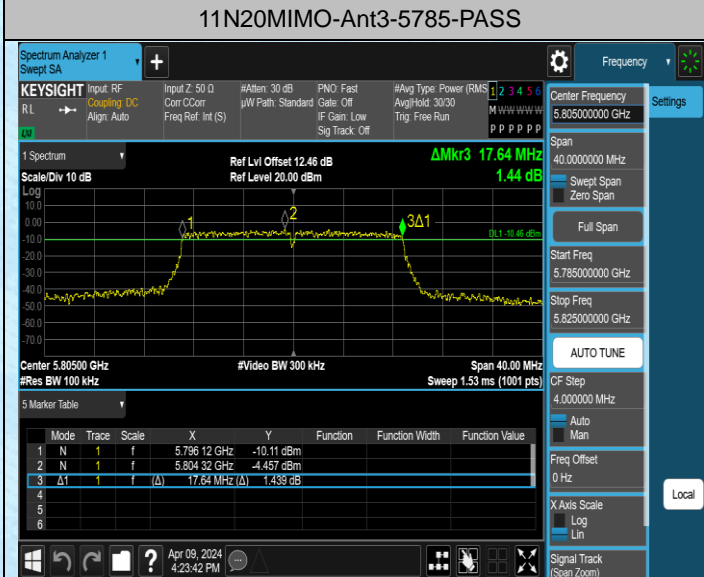 11N20MIMO-Ant3-5785-PASS
Spectrum Analyzer 1
Swept SA
+
Frequency
KEYSIGHT
RL
Input: RF
Coupling: DC
Align: Auto
Input Z: 50 Ω
Corr CCorr
Freq Ref: Int (S)
#Atten: 30 dB
µW Path: Standard
PNO: Fast
Gate: Off
IF Gain: Low
Sig Track: Off
#Avg Type: Power (RMS
Avg|Hold: 30/30
Trig: Free Run
1 2 3 4 5 6
M W W W W W
P P P P P P
LXI
1 Spectrum
Scale/Div 10 dB
Ref Lvl Offset 12.46 dB
Ref Level 20.00 dBm
ΔMkr3 17.64 MHz
1.44 dB
Log
10.0
0.00
-10.0
-20.0
-30.0
-40.0
-50.0
-60.0
-70.0
1
2
3Δ1
DL1 -10.46 dBm
Center 5.80500 GHz
#Res BW 100 kHz
#Video BW 300 kHz
Span 40.00 MHz
Sweep 1.53 ms (1001 pts)
5 Marker Table
Mode Trace Scale X Y Function Function Width Function Value
1 N 1 f 5.796 12 GHz -10.11 dBm
2 N 1 f 5.804 32 GHz -4.457 dBm
3 Δ1 1 f (Δ) 17.64 MHz (Δ) 1.439 dB
4
5
6
?
Apr 09, 2024
4:23:42 PM
Center Frequency
5.805000000 GHz
Settings
Span
40.0000000 MHz
Swept Span
Zero Span
Full Span
Start Freq
5.785000000 GHz
Stop Freq
5.825000000 GHz
AUTO TUNE
CF Step
4.000000 MHz
Auto
Man
Freq Offset
0 Hz
X Axis Scale
Log
Lin
Local
Signal Track
(Span Zoom)